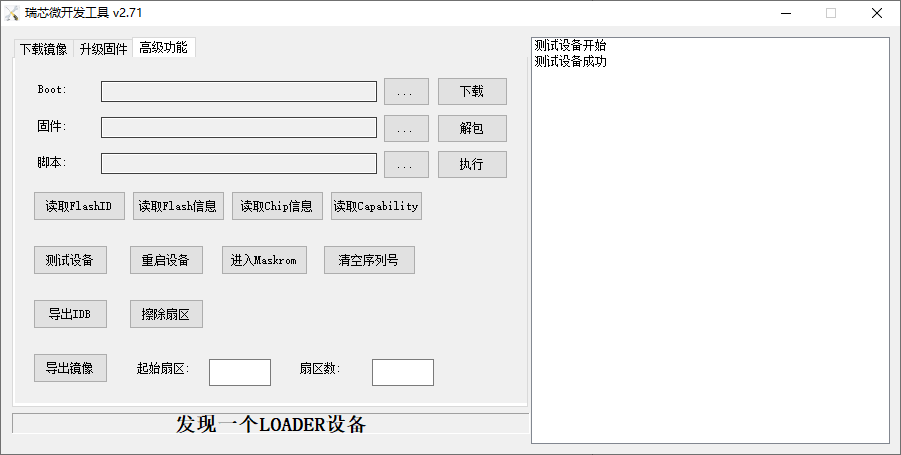 瑞芯微开发工具 v2.71
下载镜像 升级固件 高级功能
Boot: ... 下载
固件: ... 解包
脚本: ... 执行
读取FlashID 读取Flash信息 读取Chip信息 读取Capability
测试设备 重启设备 进入Maskrom 清空序列号
导出IDB 擦除扇区
导出镜像 起始扇区: 扇区数:
发现一个LOADER设备
测试设备开始
测试设备成功